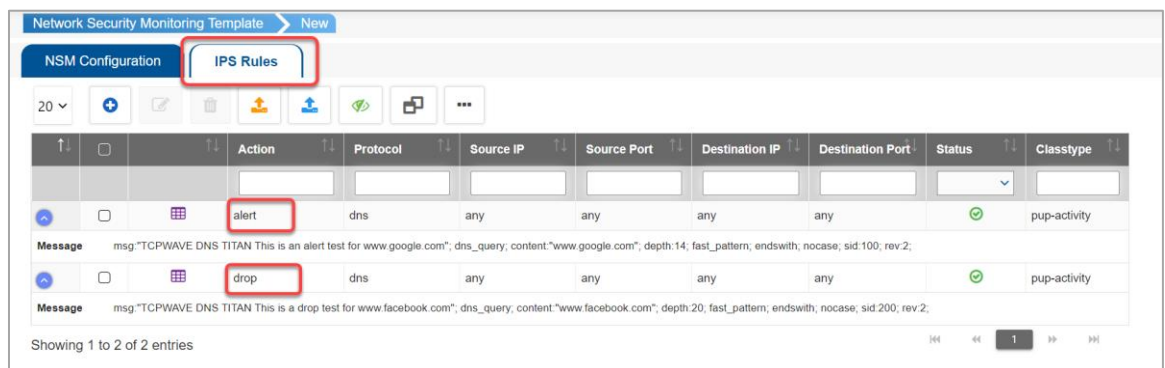 Network Security Monitoring Template New
NSM Configuration IPS Rules
20
Action Protocol Source IP Source Port Destination IP Destination Port Status Classtype
alert dns any any any any pup-activity
Message msg:"TCPWAVE DNS TITAN This is an alert test for www.google.com"; dns_query; content:"www.google.com"; depth:14; fast_pattern; endswith; nocase; sid:100; rev:2;
drop dns any any any any pup-activity
Message msg:"TCPWAVE DNS TITAN This is a drop test for www.facebook.com"; dns_query; content:"www.facebook.com"; depth:20; fast_pattern; endswith; nocase; sid:200; rev:2;
Showing 1 to 2 of 2 entries 1